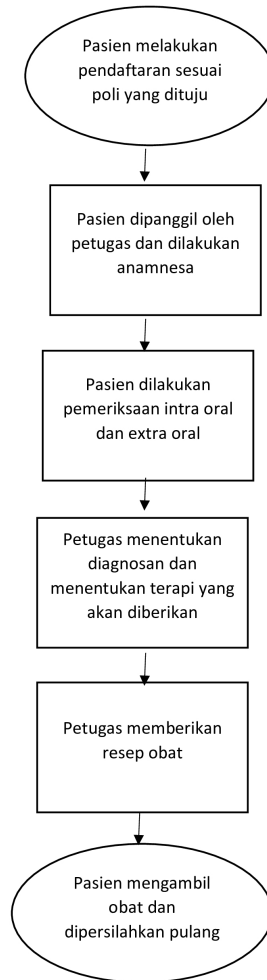 Pasien melakukan
pendaftaran sesuai
poli yang dituju
Pasien dipanggil oleh
petugas dan dilakukan
anamnesa
Pasien dilakukan
pemeriksaan intra oral
dan extra oral
Petugas menentukan
diagnosan dan
menentukan terapi yang
akan diberikan
Petugas memberikan
resep obat
Pasien mengambil
obat dan
dipersilahkan pulang